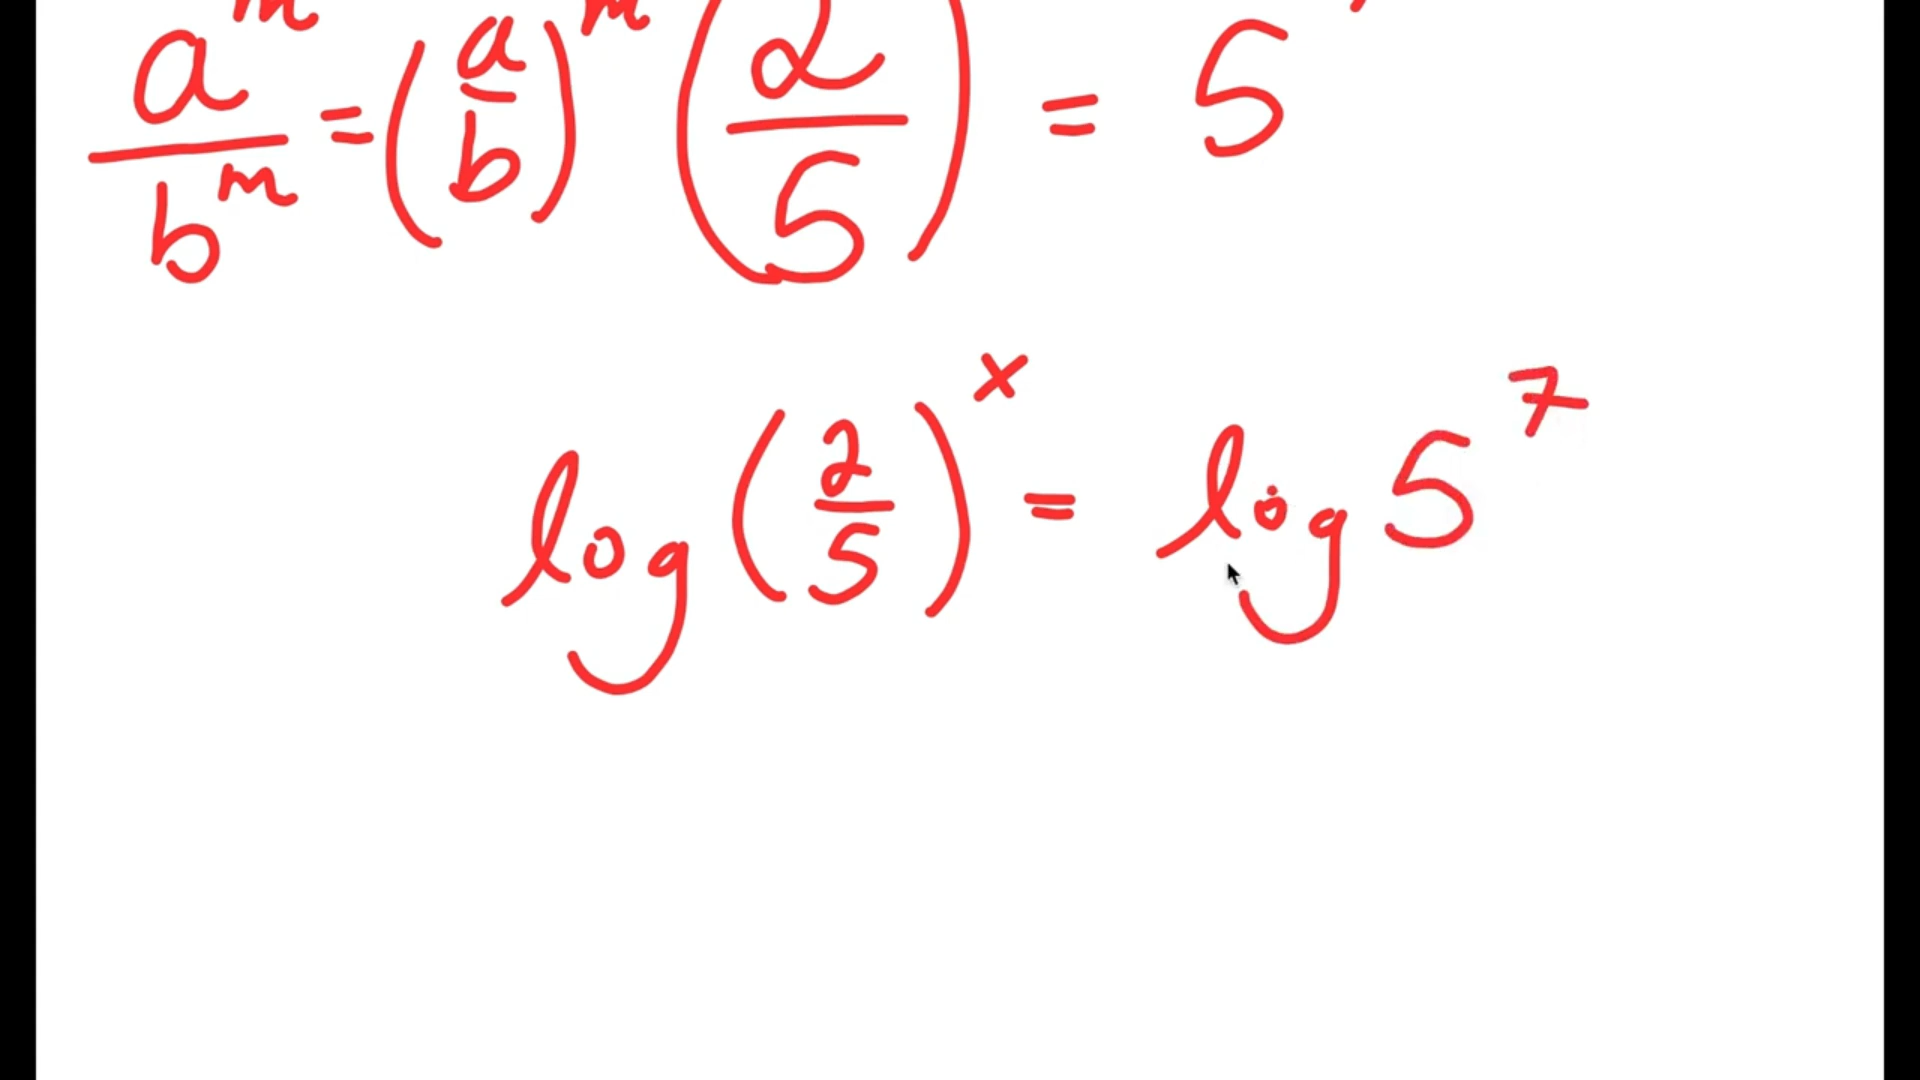 a^m/b^m = (a/b)^m (2/5) = 5
log (2/5)^x = log 5^7